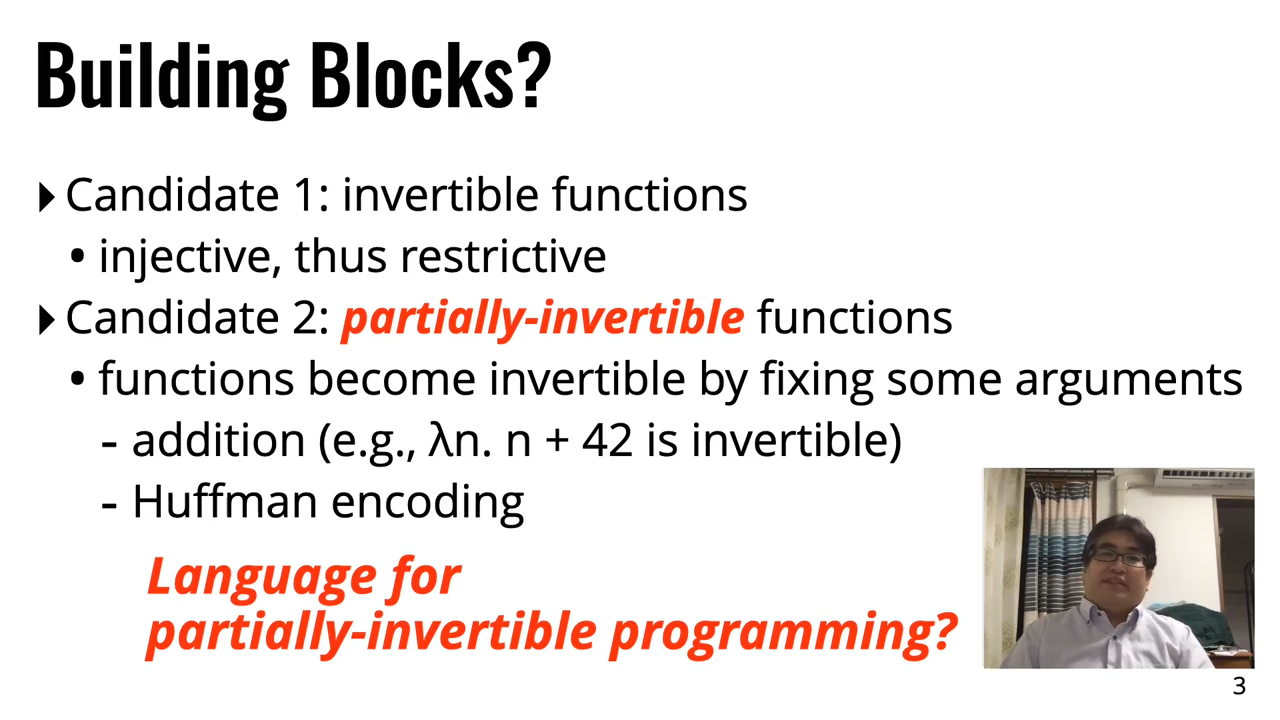 Building Blocks?
‣ Candidate 1: invertible functions
• injective, thus restrictive
‣ Candidate 2: partially-invertible functions
• functions become invertible by fixing some arguments
- addition (e.g., λn. n + 42 is invertible)
- Huffman encoding
Language for
partially-invertible programming?
3